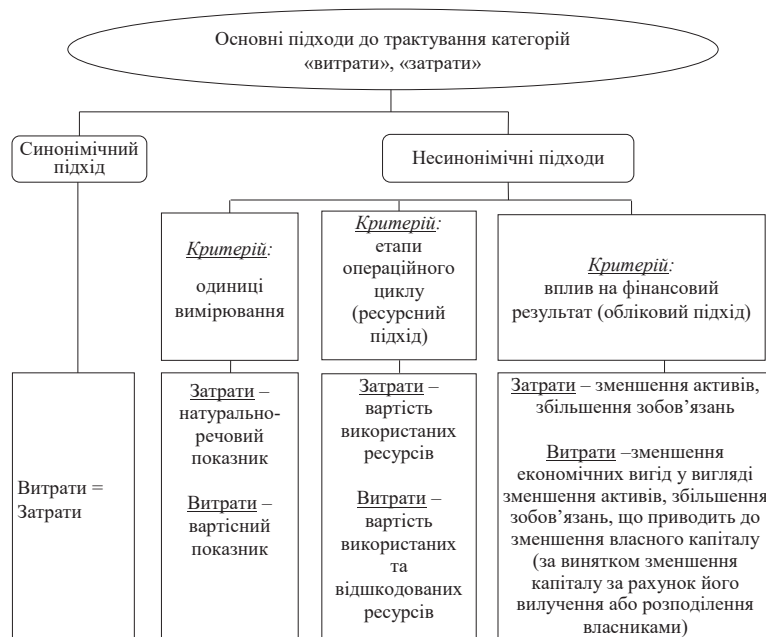 Основні підходи до трактування категорій
«витрати», «затрати»
Синонімічний
підхід
Несинонімічні підходи
Критерій:
одиниці
вимірювання
Критерій:
етапи
операційного
циклу
(ресурсний
підхід)
Критерій:
вплив на фінансовий
результат (обліковий підхід)
Витрати =
Затрати
Затрати –
натурально-
речовий
показник
Витрати –
вартісний
показник
Затрати –
вартість
використаних
ресурсів
Витрати –
вартість
використаних
та
відшкодованих
ресурсів
Затрати – зменшення активів,
збільшення зобов’язань
Витрати –зменшення
економічних вигід у вигляді
зменшення активів, збільшення
зобов’язань, що приводить до
зменшення власного капіталу
(за винятком зменшення
капіталу за рахунок його
вилучення або розподілення
власниками)